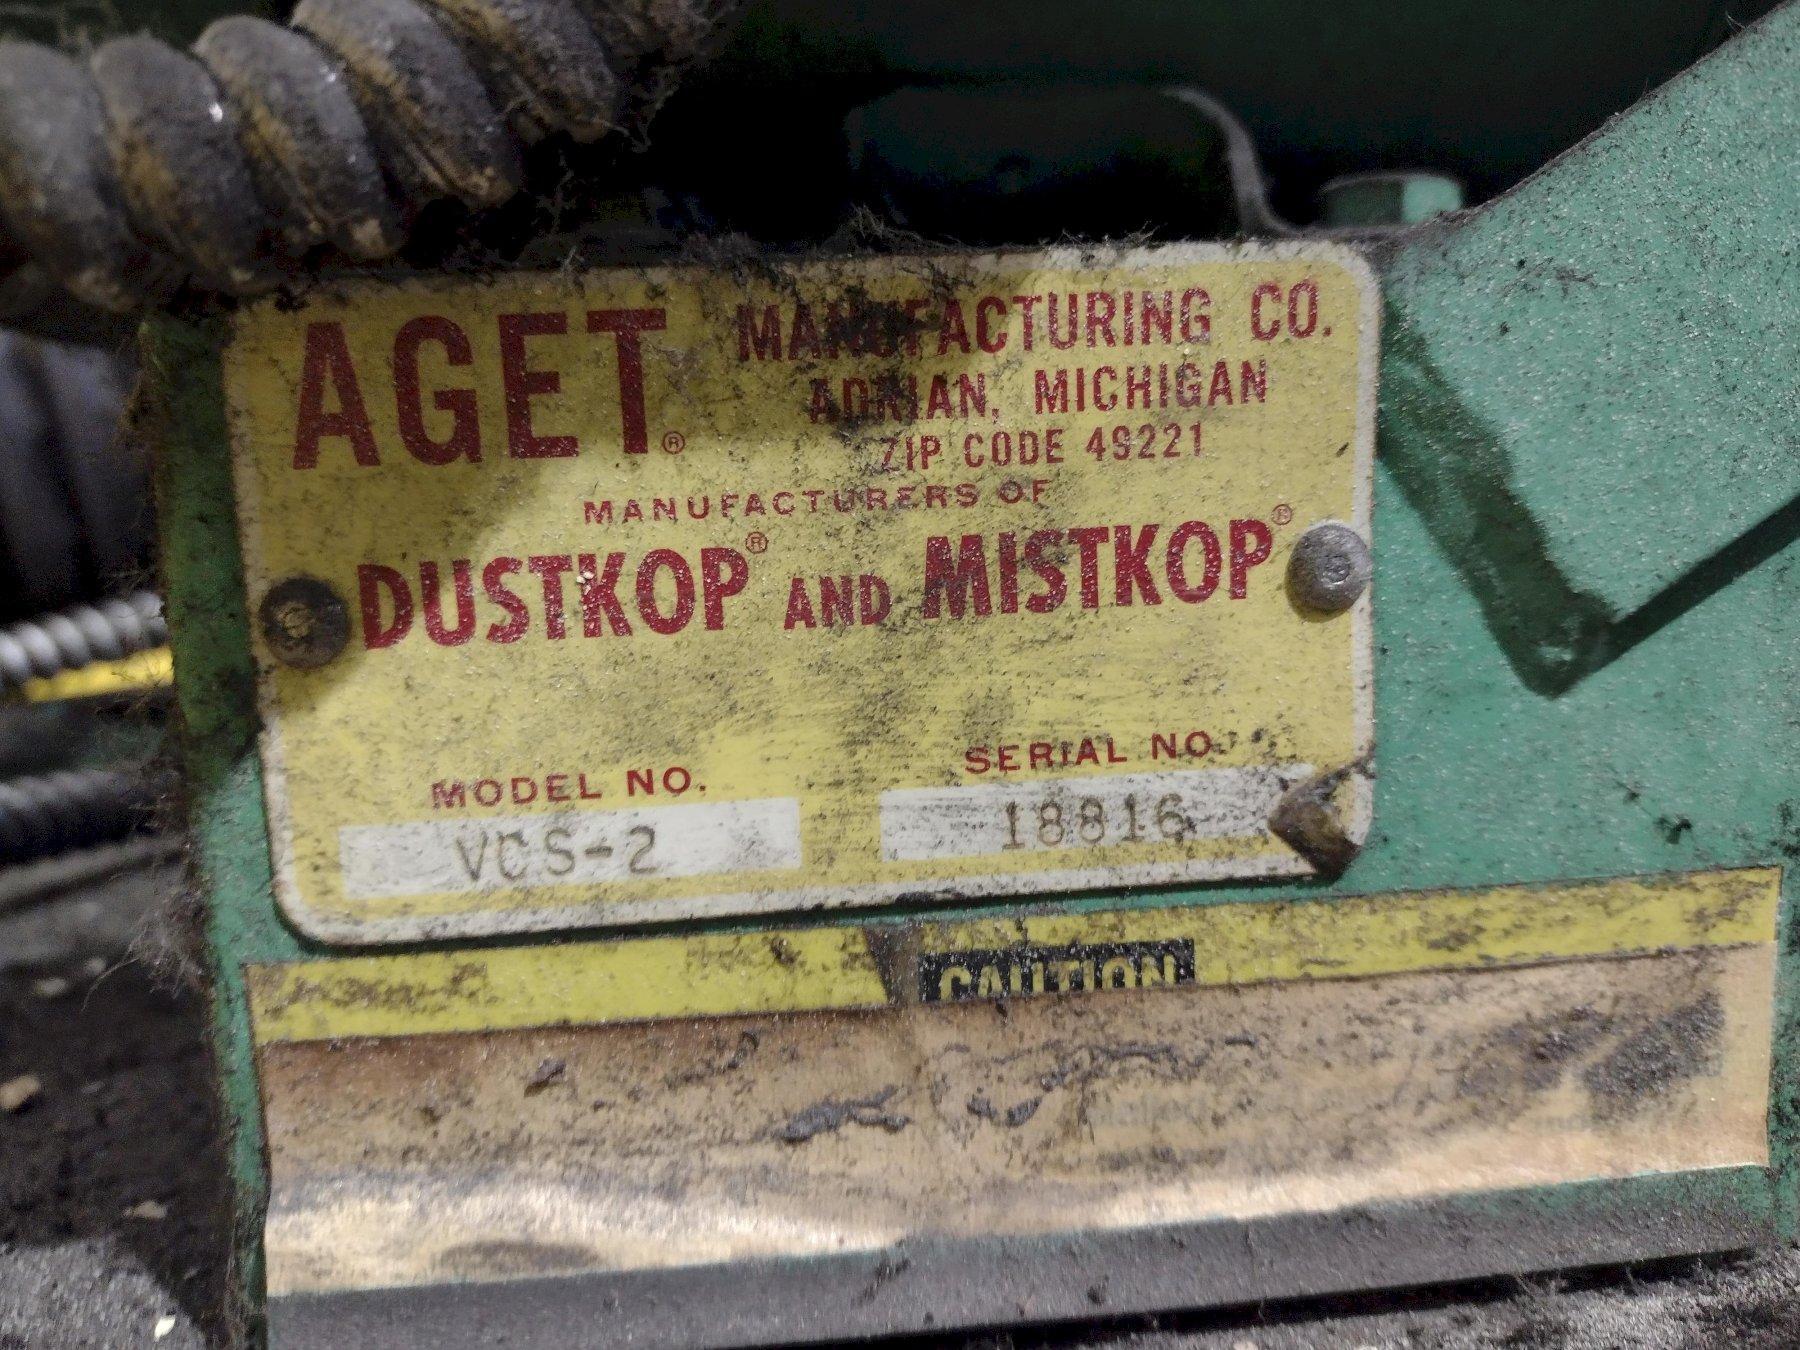 AGET® MANUFACTURING CO.
ADRIAN, MICHIGAN
ZIP CODE 49221
MANUFACTURERS OF
DUSTKOP® AND MISTKOP®
MODEL NO. SERIAL NO.
VCS-2 18816
CAUTION